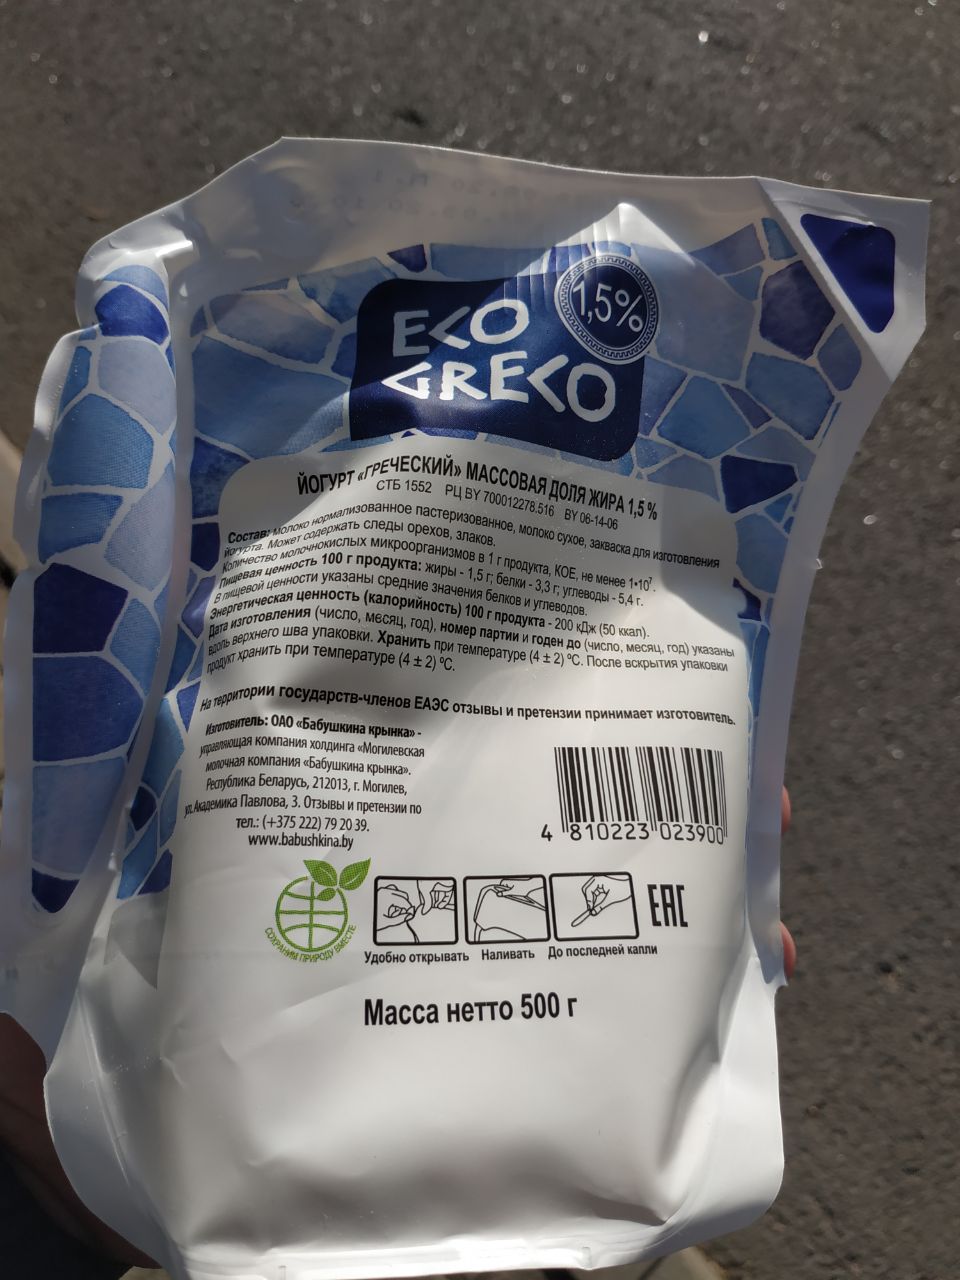 1,5%
ECO
GRECO
ЙОГУРТ «ГРЕЧЕСКИЙ» МАССОВАЯ ДОЛЯ ЖИРА 1,5 %
СТБ 1552 РЦ BY 700012278.516 BY 06-14-06
Состав: молоко нормализованное пастеризованное, молоко сухое, закваска для изготовления
йогурта. Может содержать следы орехов, злаков.
Количество молочнокислых микроорганизмов в 1 г продукта, КОЕ, не менее 1•10⁷.
Пищевая ценность 100 г продукта: жиры - 1,5 г; белки - 3,3 г; углеводы - 5,4 г.
В пищевой ценности указаны средние значения белков и углеводов.
Энергетическая ценность (калорийность) 100 г продукта - 200 кДж (50 ккал).
Дата изготовления (число, месяц, год), номер партии и годен до (число, месяц, год) указаны
вдоль верхнего шва упаковки. Хранить при температуре (4 ± 2) ºС. После вскрытия упаковки
продукт хранить при температуре (4 ± 2) ºС.
На территории государств-членов ЕАЭС отзывы и претензии принимает изготовитель.
Изготовитель: ОАО «Бабушкина крынка» -
управляющая компания холдинга «Могилевская
молочная компания «Бабушкина крынка».
Республика Беларусь, 212013, г. Могилев,
ул. Академика Павлова, 3. Отзывы и претензии по
тел.: (+375 222) 79 20 39.
www.babushkina.by
4 810223 023900
СОХРАНИМ ПРИРОДУ ВМЕСТЕ
EAC
Удобно открывать Наливать До последней капли
Масса нетто 500 г